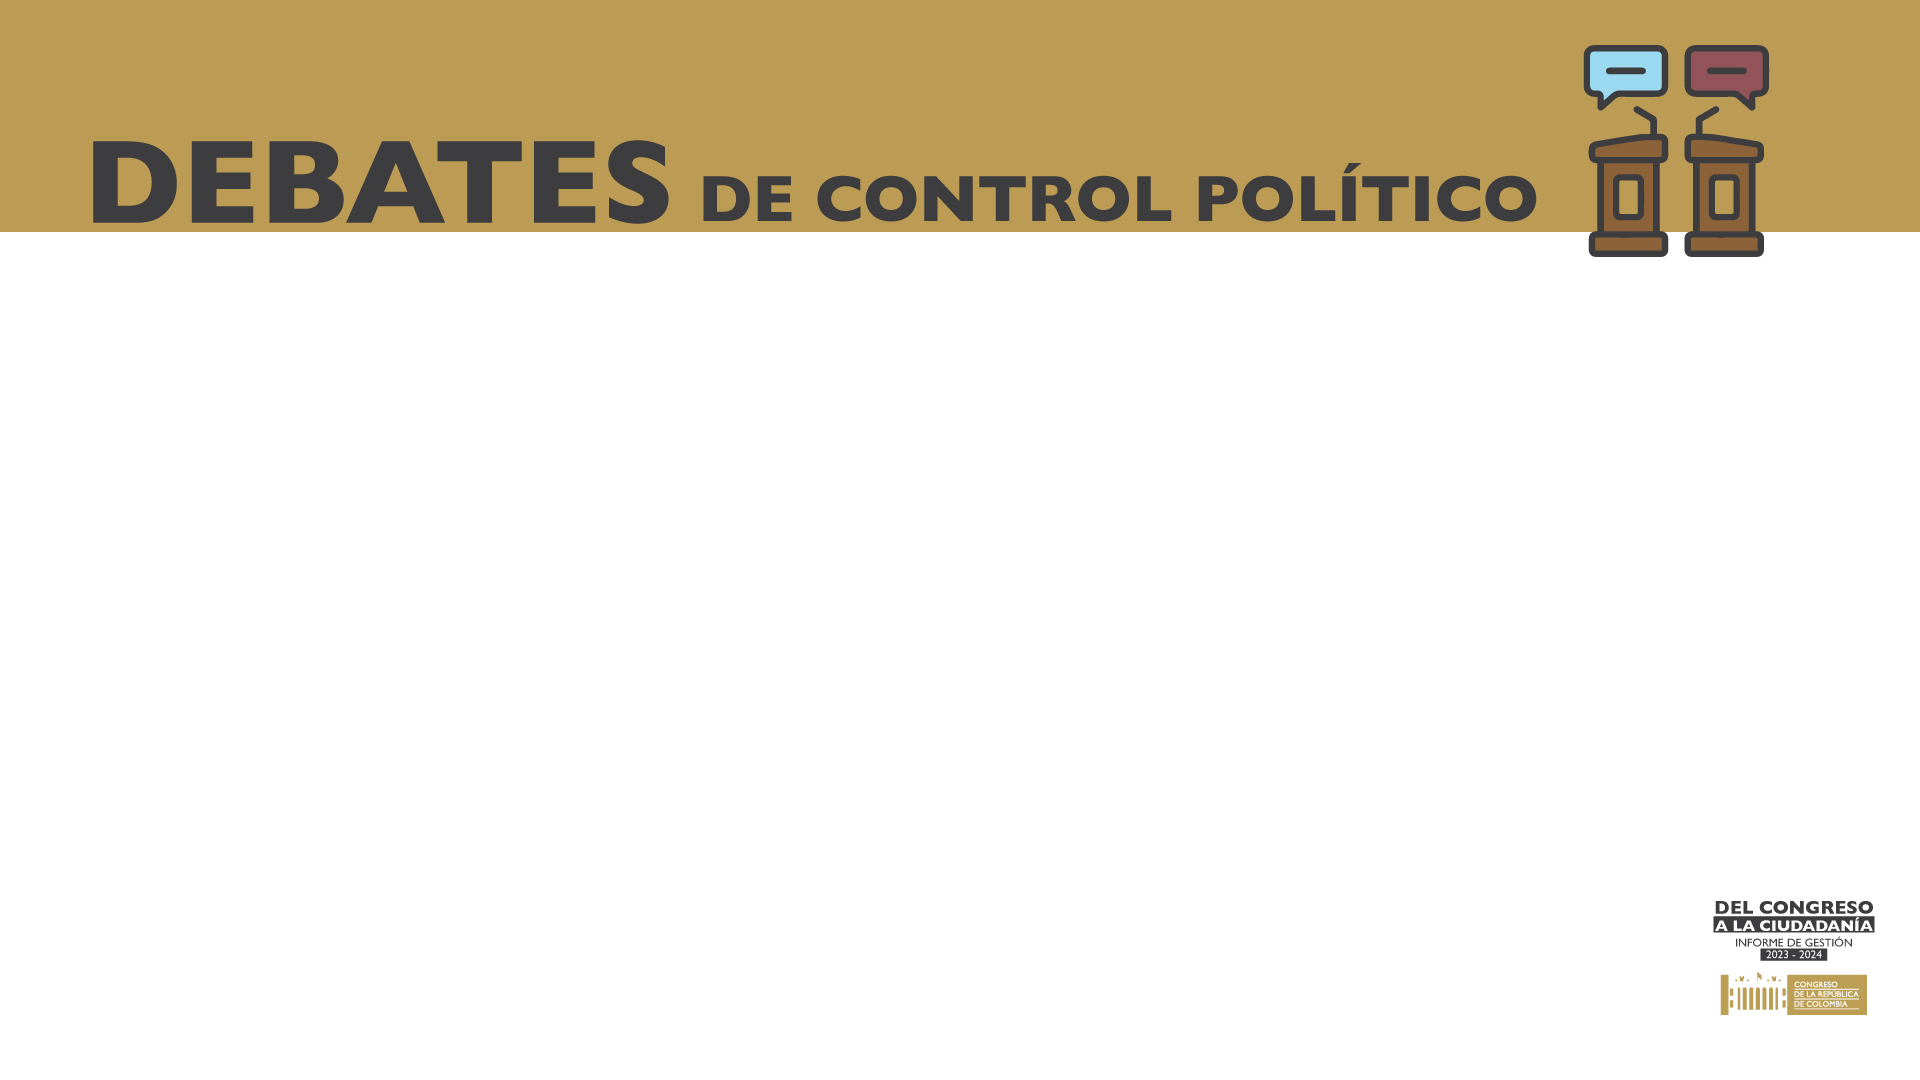 DEBATES DE CONTROL POLÍTICO
DEL CONGRESO
A LA CIUDADANÍA
INFORME DE GESTIÓN
2023 - 2024
CONGRESO
DE LA REPÚBLICA
DE COLOMBIA